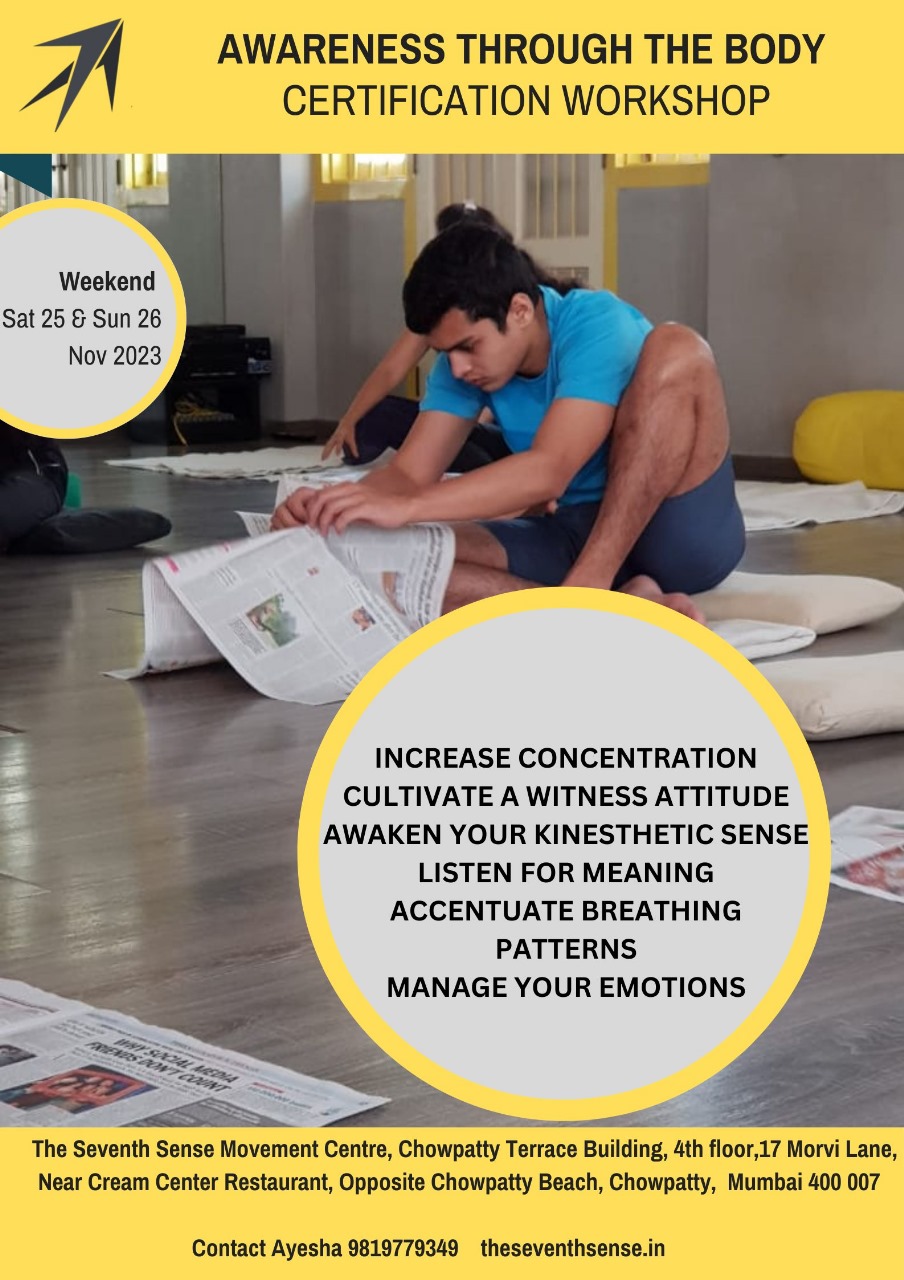 AWARENESS THROUGH THE BODY
CERTIFICATION WORKSHOP
Weekend
Sat 25 & Sun 26
Nov 2023
INCREASE CONCENTRATION
CULTIVATE A WITNESS ATTITUDE
AWAKEN YOUR KINESTHETIC SENSE
LISTEN FOR MEANING
ACCENTUATE BREATHING
PATTERNS
MANAGE YOUR EMOTIONS
WHY SOCIAL MEDIA
FRIENDS DON'T COUNT
The Seventh Sense Movement Centre, Chowpatty Terrace Building, 4th floor,17 Morvi Lane,
Near Cream Center Restaurant, Opposite Chowpatty Beach, Chowpatty, Mumbai 400 007
Contact Ayesha 9819779349 theseventhsense.in